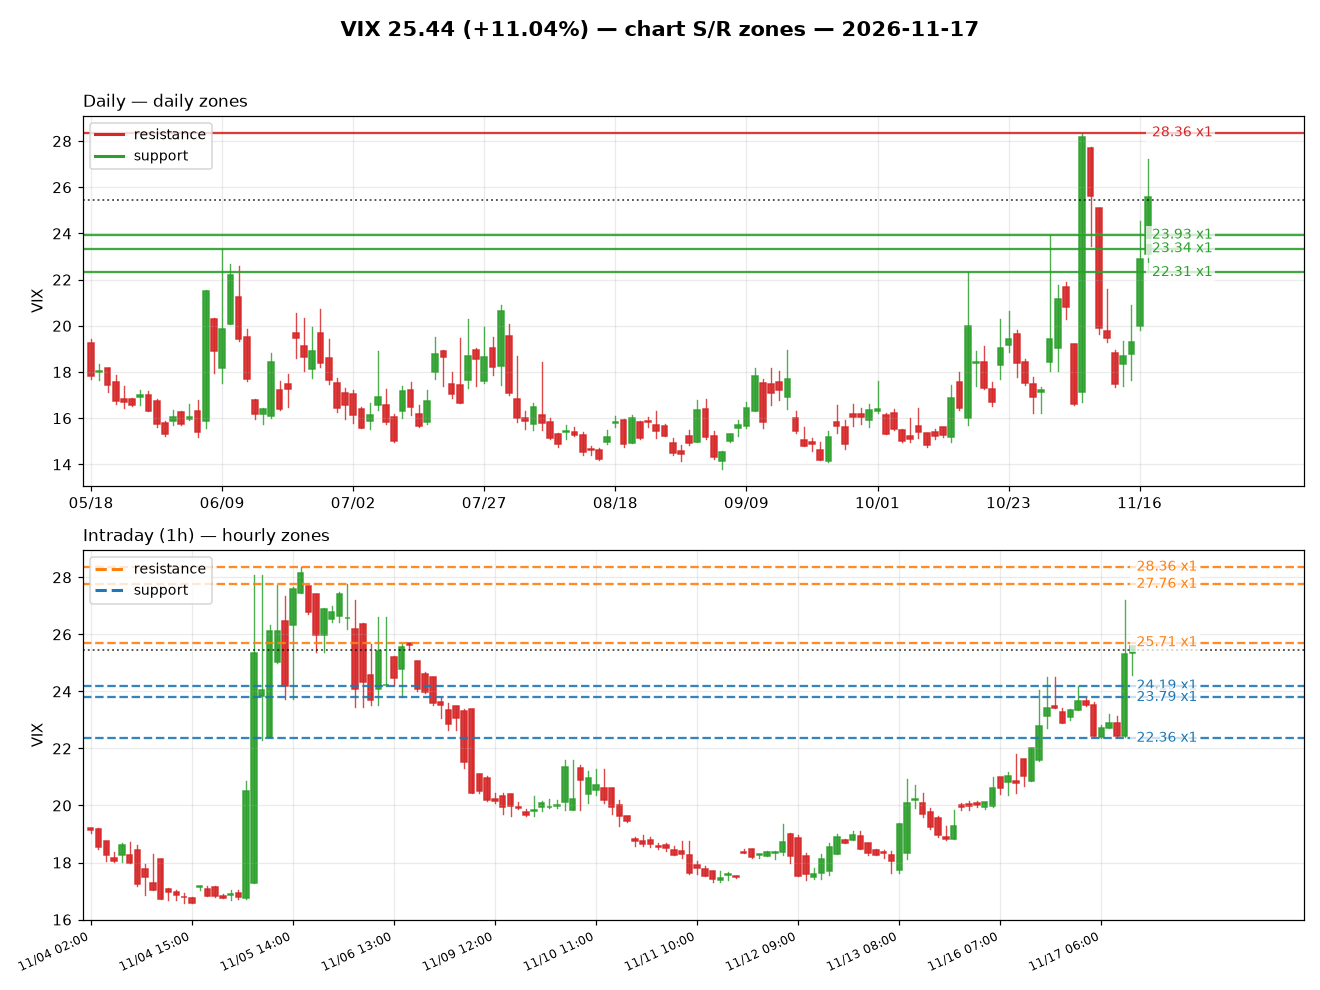 VIX 25.44 (+11.04%) — chart S/R zones — 2026-11-17
Daily — daily zones
resistance
support
28.36 x1
23.93 x1
23.34 x1
22.31 x1
28
26
24
22
20
18
16
14
VIX
05/18
06/09
07/02
07/27
08/18
09/09
10/01
10/23
11/16
Intraday (1h) — hourly zones
resistance
support
28.36 x1
27.76 x1
25.71 x1
24.19 x1
23.79 x1
22.36 x1
28
26
24
22
20
18
16
VIX
11/04 02:00
11/04 15:00
11/05 14:00
11/06 13:00
11/09 12:00
11/10 11:00
11/11 10:00
11/12 09:00
11/13 08:00
11/16 07:00
11/17 06:00